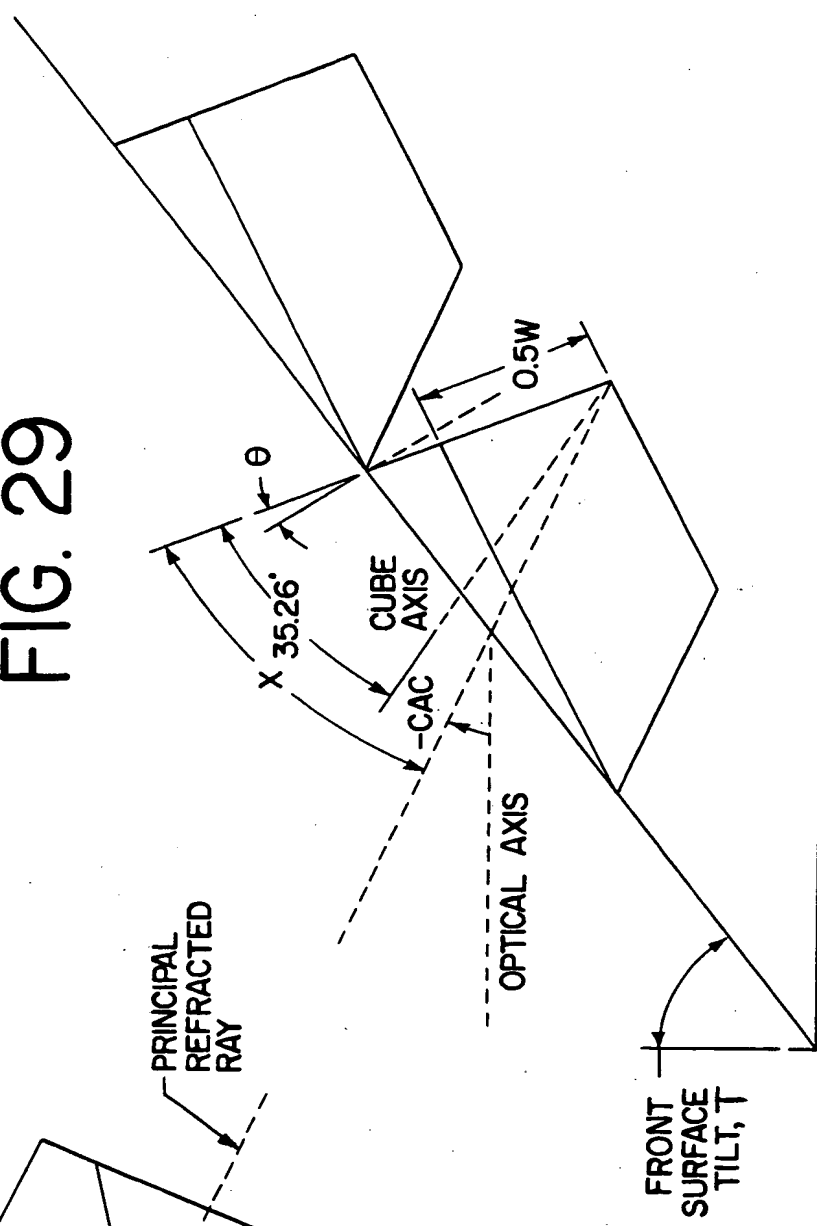 FIG. 29
θ
X
35.26°
CUBE
AXIS
0.5W
-CAC
OPTICAL AXIS
PRINCIPAL
REFRACTED
RAY
FRONT
SURFACE
TILT, T